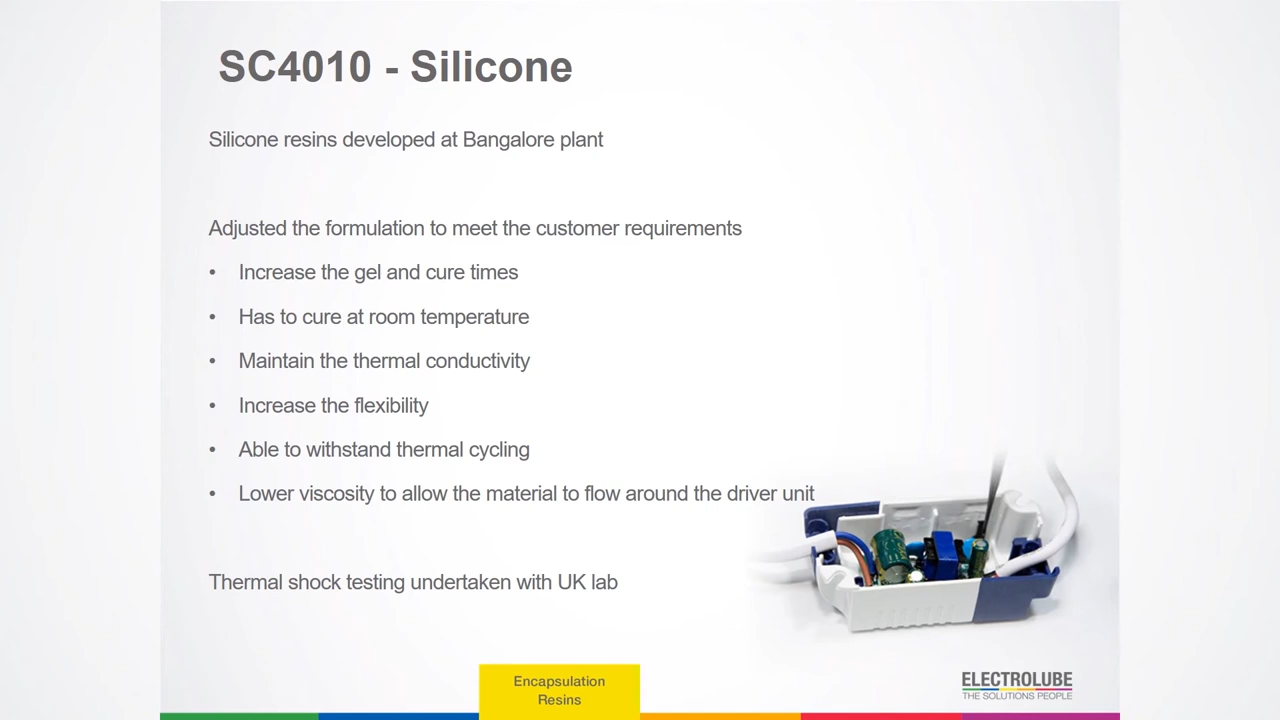 SC4010 - Silicone
Silicone resins developed at Bangalore plant
Adjusted the formulation to meet the customer requirements
• Increase the gel and cure times
• Has to cure at room temperature
• Maintain the thermal conductivity
• Increase the flexibility
• Able to withstand thermal cycling
• Lower viscosity to allow the material to flow around the driver unit
Thermal shock testing undertaken with UK lab
Encapsulation
Resins
ELECTROLUBE
THE SOLUTIONS PEOPLE